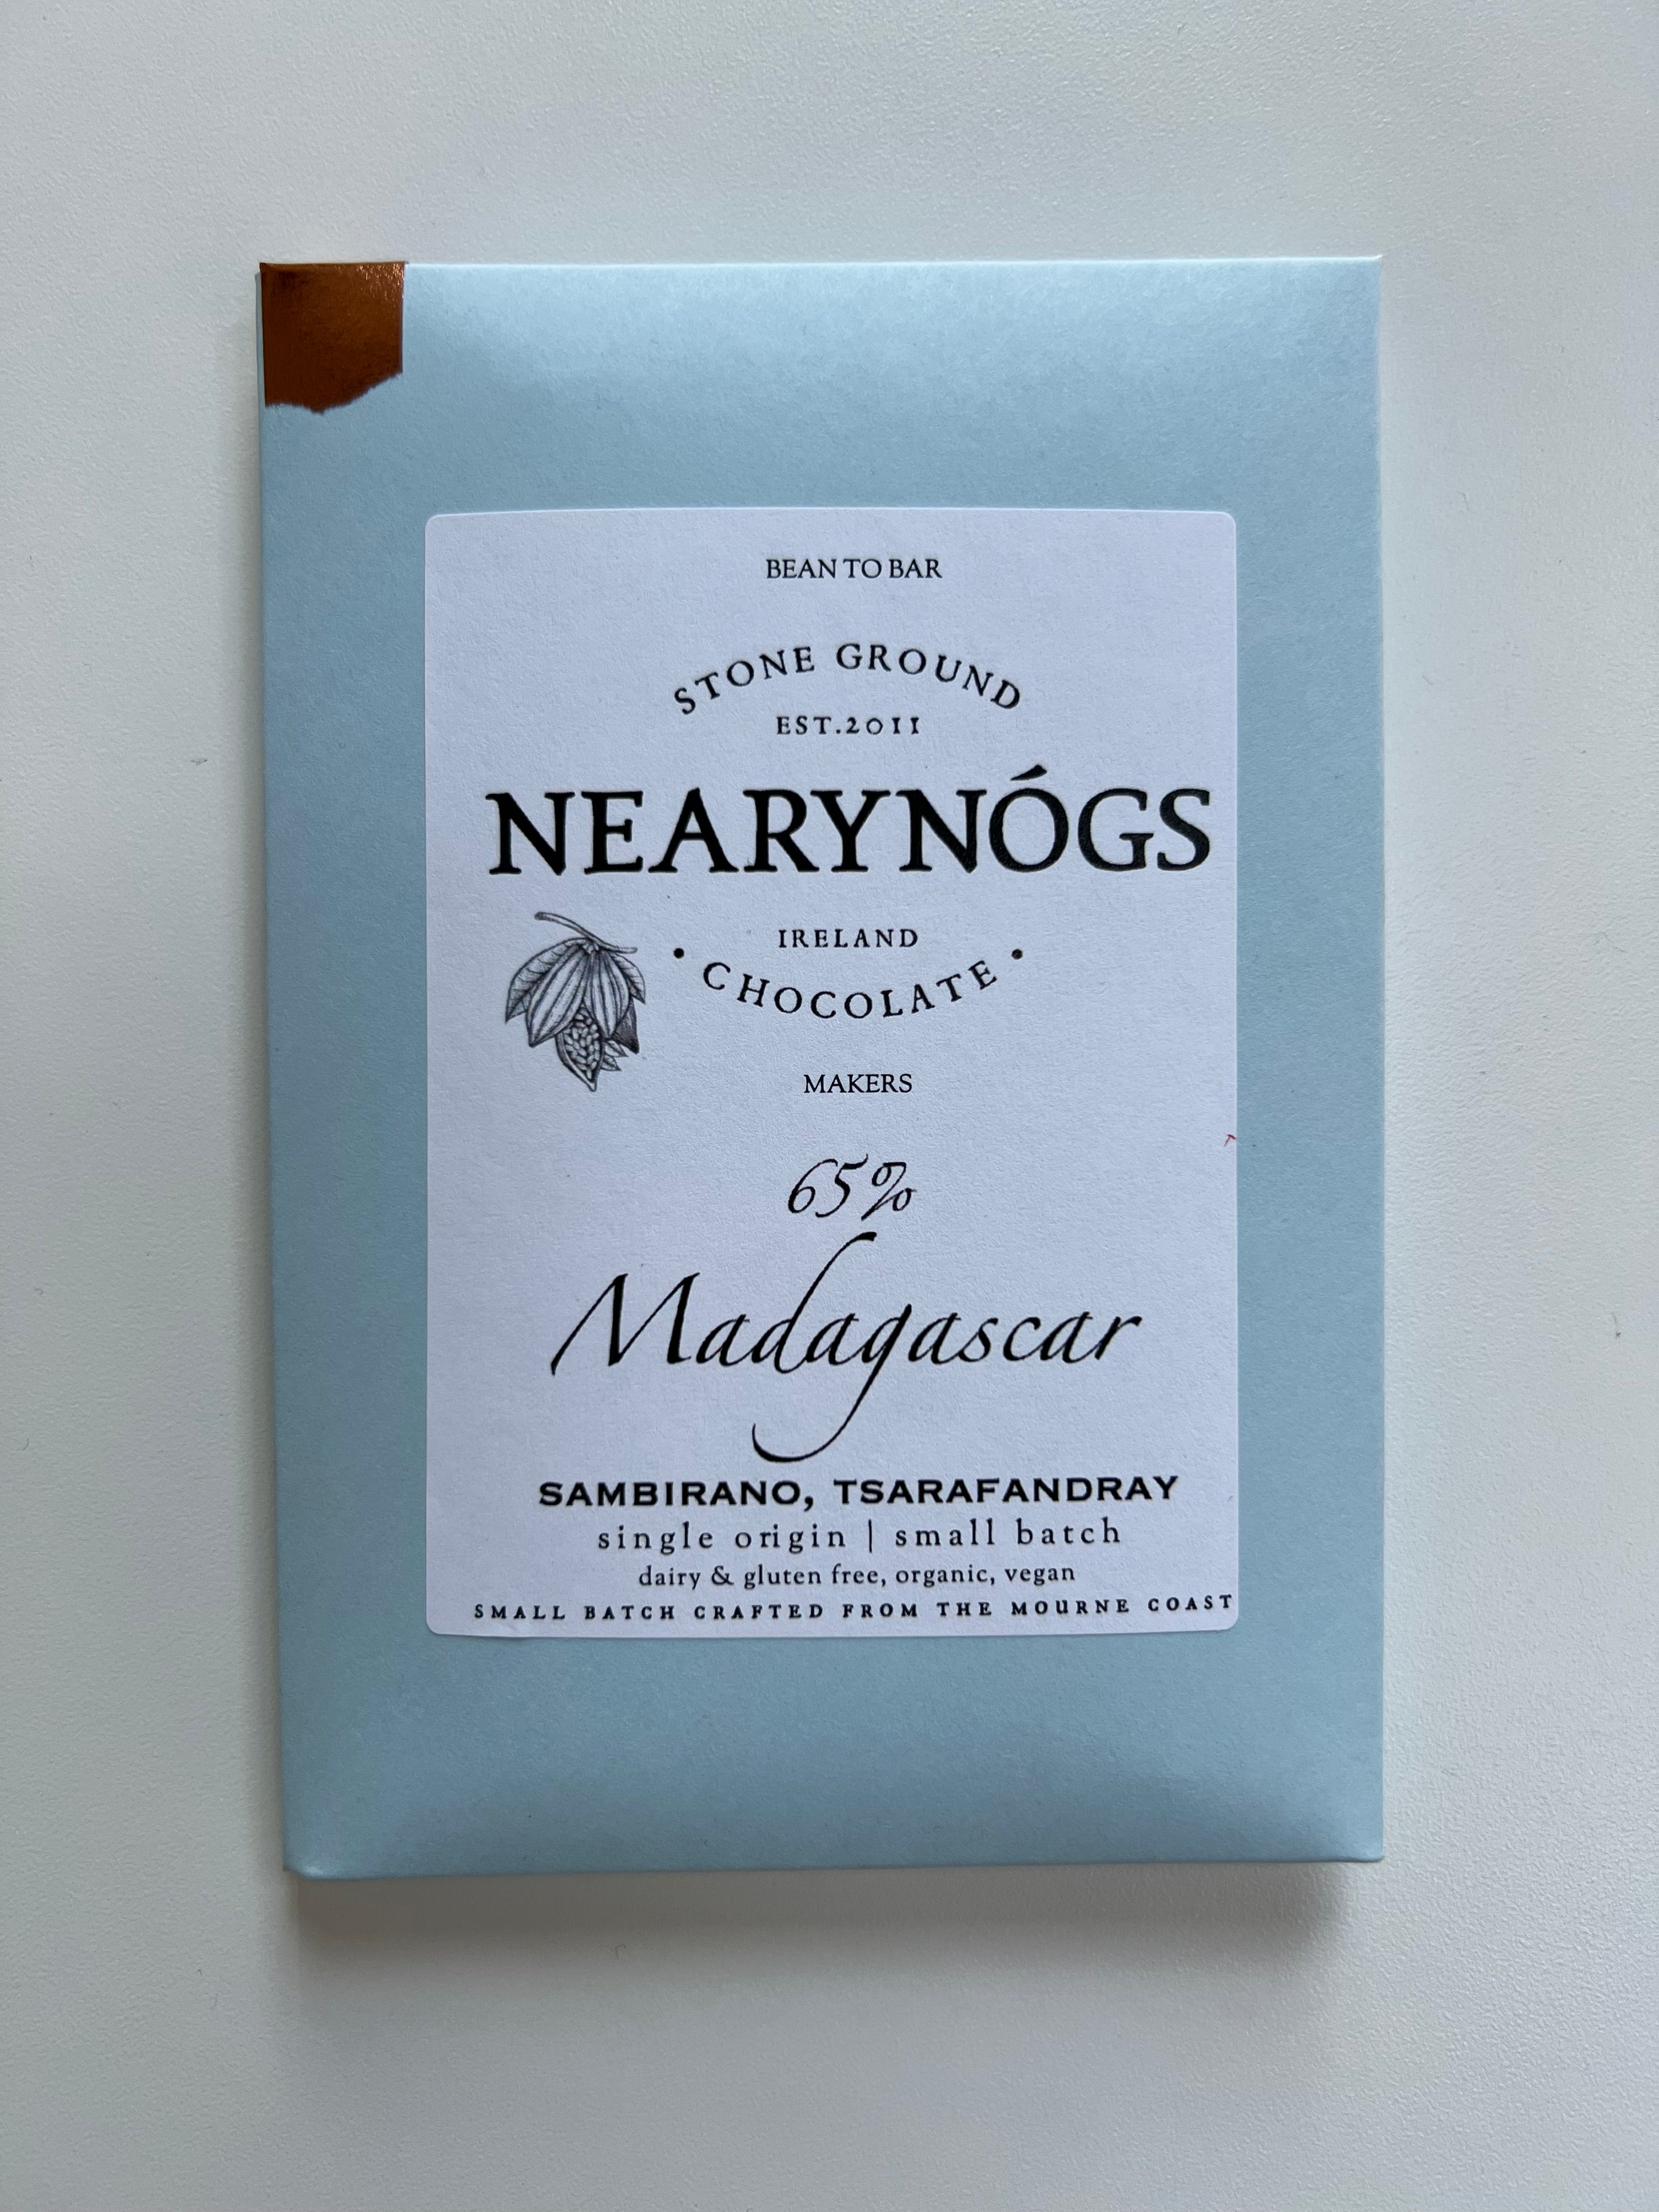 BEAN TO BAR
STONE GROUND
EST.2011
NEARYNÓGS
IRELAND
• CHOCOLATE •
MAKERS
65%
Madagascar
SAMBIRANO, TSARAFANDRAY
single origin | small batch
dairy & gluten free, organic, vegan
SMALL BATCH CRAFTED FROM THE MOURNE COAST